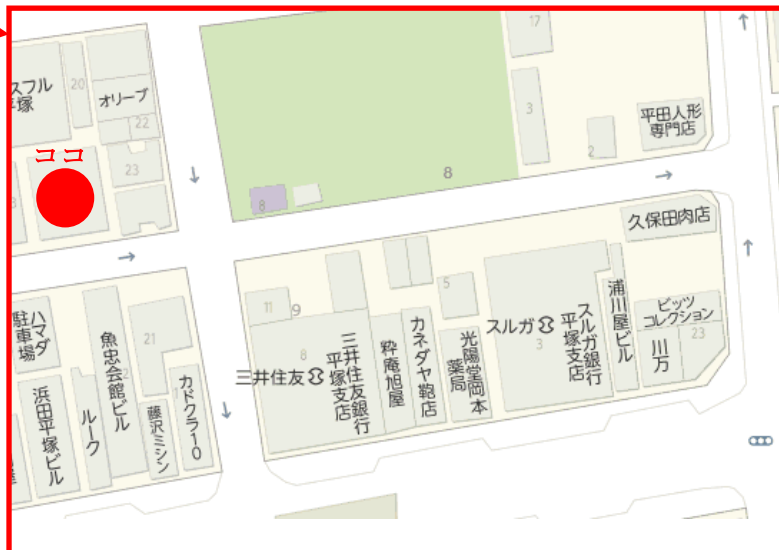 スフル
塚
20
オリーブ
22
23
ココ
17
3
平田人形
専門店
2
8
8
久保田肉店
ハマダ
駐車場
魚忠会館ビル
21
浜田平塚ビル
ルーク
藤沢ミシン
カドクラ10
11
9
8
三井住友
三井住友銀行
平塚支店
粋庵旭屋
カネダヤ鞄店
5
光陽堂岡本
薬局
スルガ
3
スルガ銀行
平塚支店
浦川屋ビル
ビッツ
コレクション
川万
23